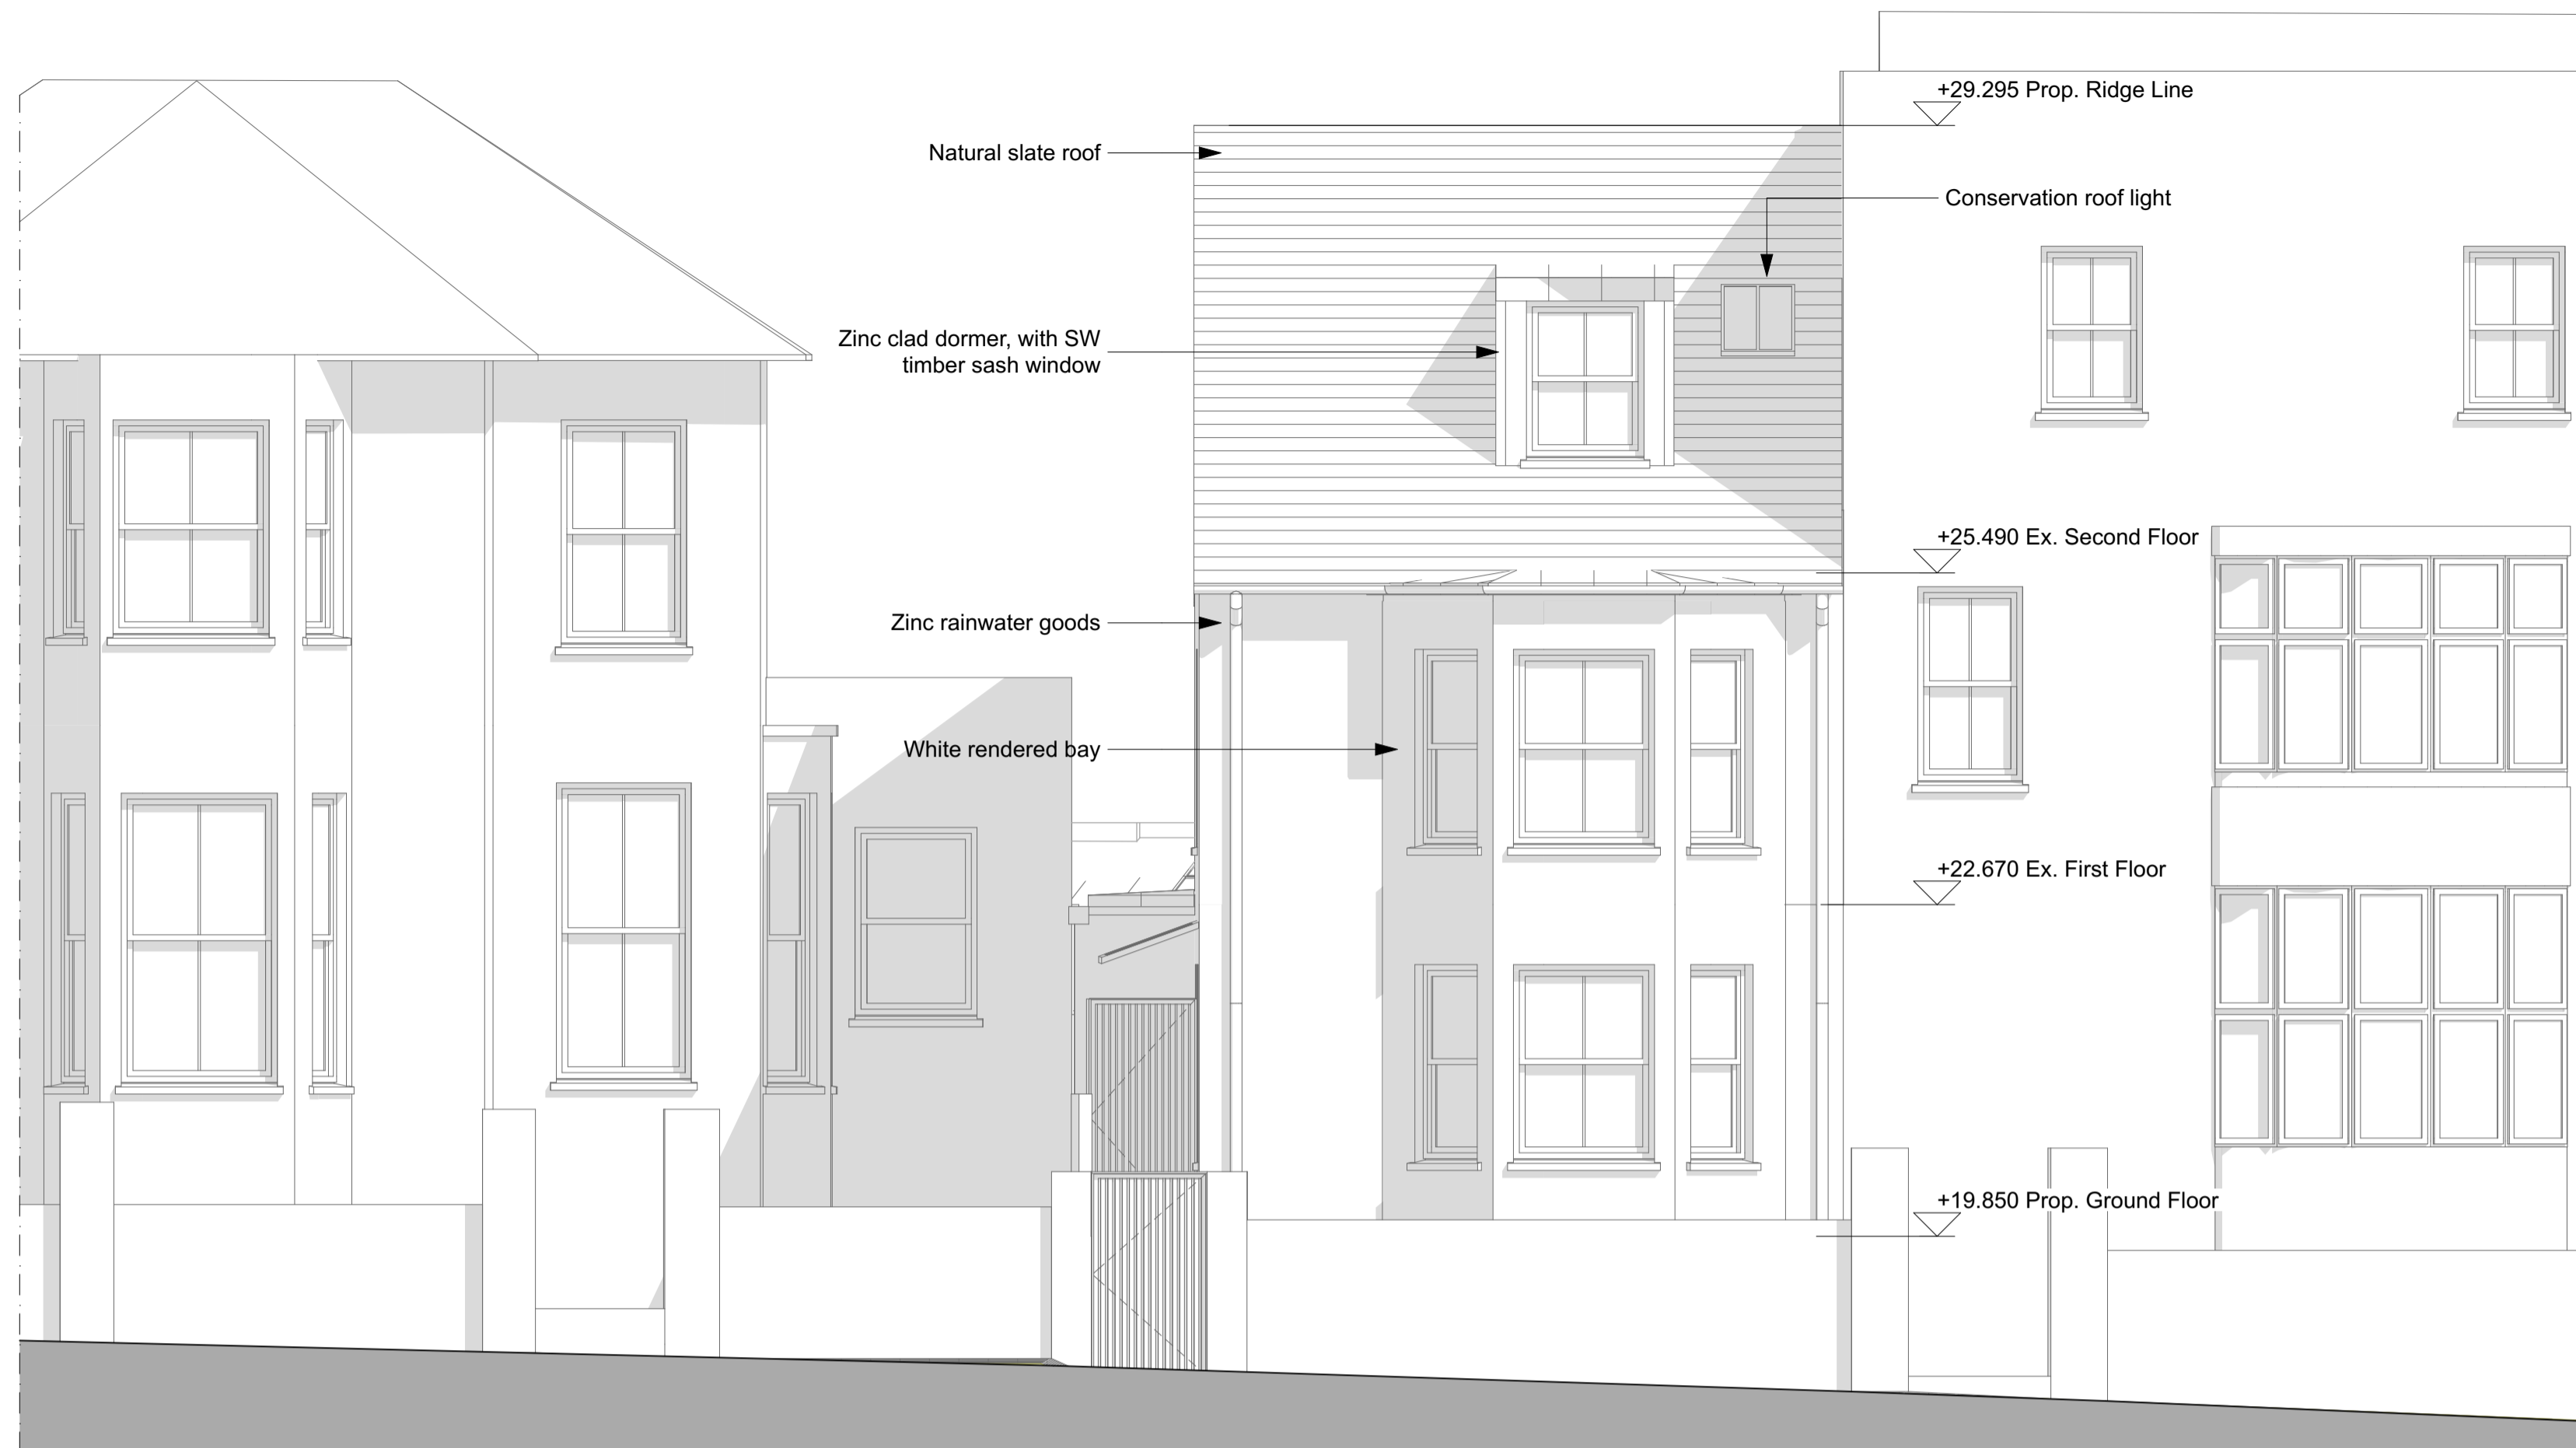 +29.295 Prop. Ridge Line
Natural slate roof
Conservation roof light
Zinc clad dormer, with SW
timber sash window
+25.490 Ex. Second Floor
Zinc rainwater goods
White rendered bay
+22.670 Ex. First Floor
+19.850 Prop. Ground Floor